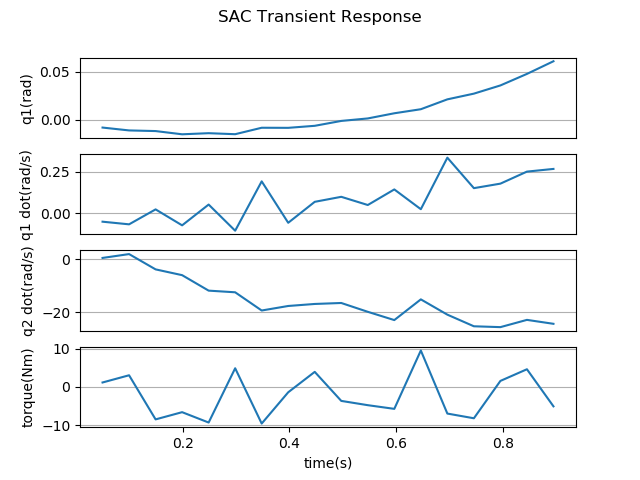 SAC Transient Response
q1(rad)
0.05
0.00
q1 dot(rad/s)
0.25
0.00
q2 dot(rad/s)
0
−20
torque(Nm)
10
0
−10
0.2 0.4 0.6 0.8
time(s)